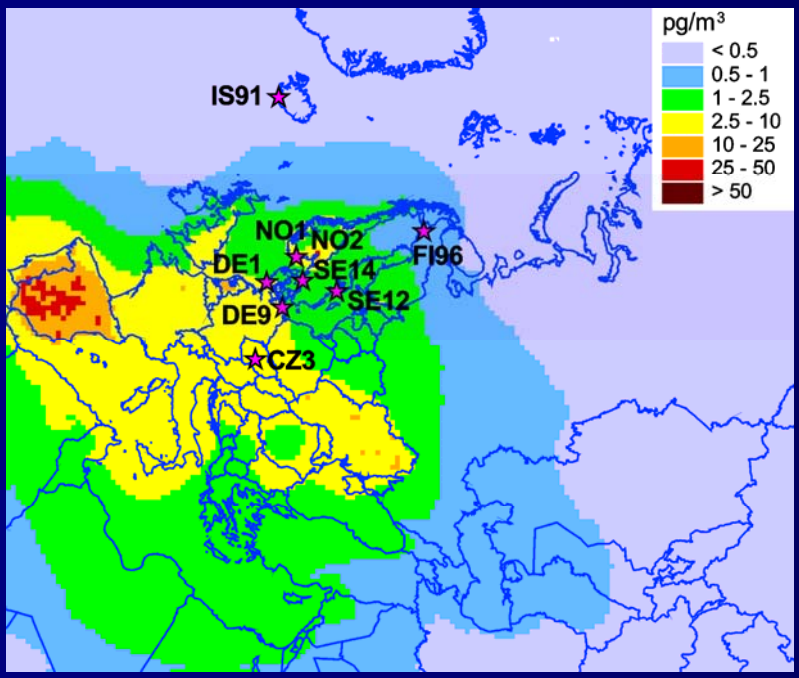 pg/m³
< 0.5
0.5 - 1
1 - 2.5
2.5 - 10
10 - 25
25 - 50
> 50
IS91
NO1
NO2
FI96
DE1
SE14
SE12
DE9
CZ3